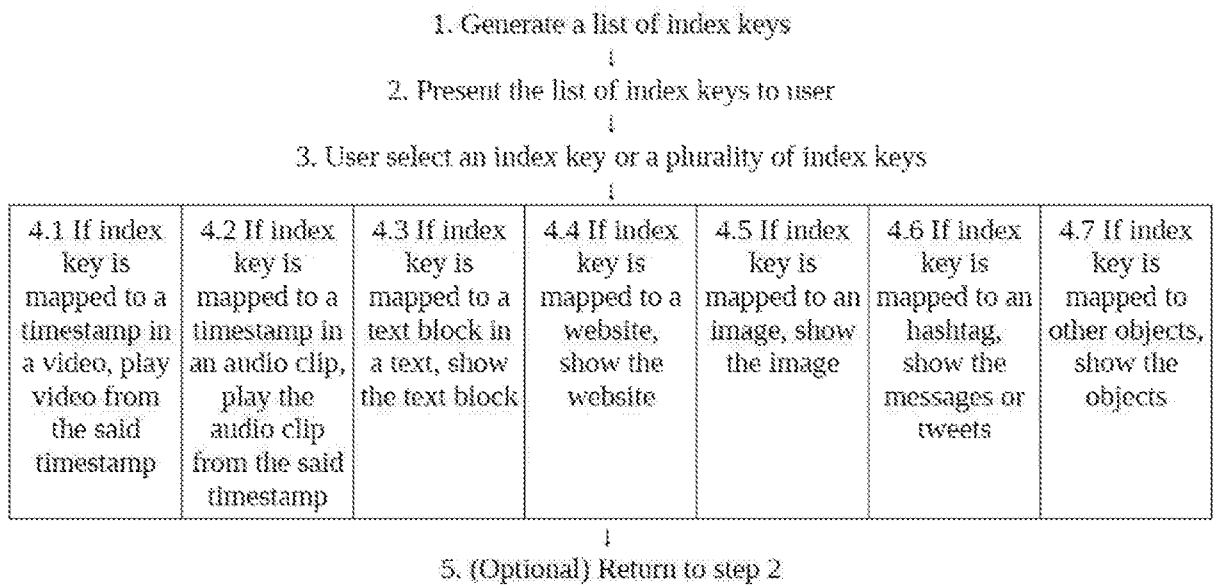 1. Generate a list of index keys
↓
2. Present the list of index keys to user
↓
3. User select an index key or a plurality of index keys
↓
4.1 If index
key is
mapped to a
timestamp in
a video, play
video from
the said
timestamp
4.2 If index
key is
mapped to a
timestamp in
an audio clip,
play the
audio clip
from the said
timestamp
4.3 If index
key is
mapped to a
text block in
a text, show
the text block
4.4 If index
key is
mapped to a
website,
show the
website
4.5 If index
key is
mapped to an
image, show
the image
4.6 If index
key is
mapped to an
hashtag,
show the
messages or
tweets
4.7 If index
key is
mapped to
other objects,
show the
objects
↓
5. (Optional) Return to step 2